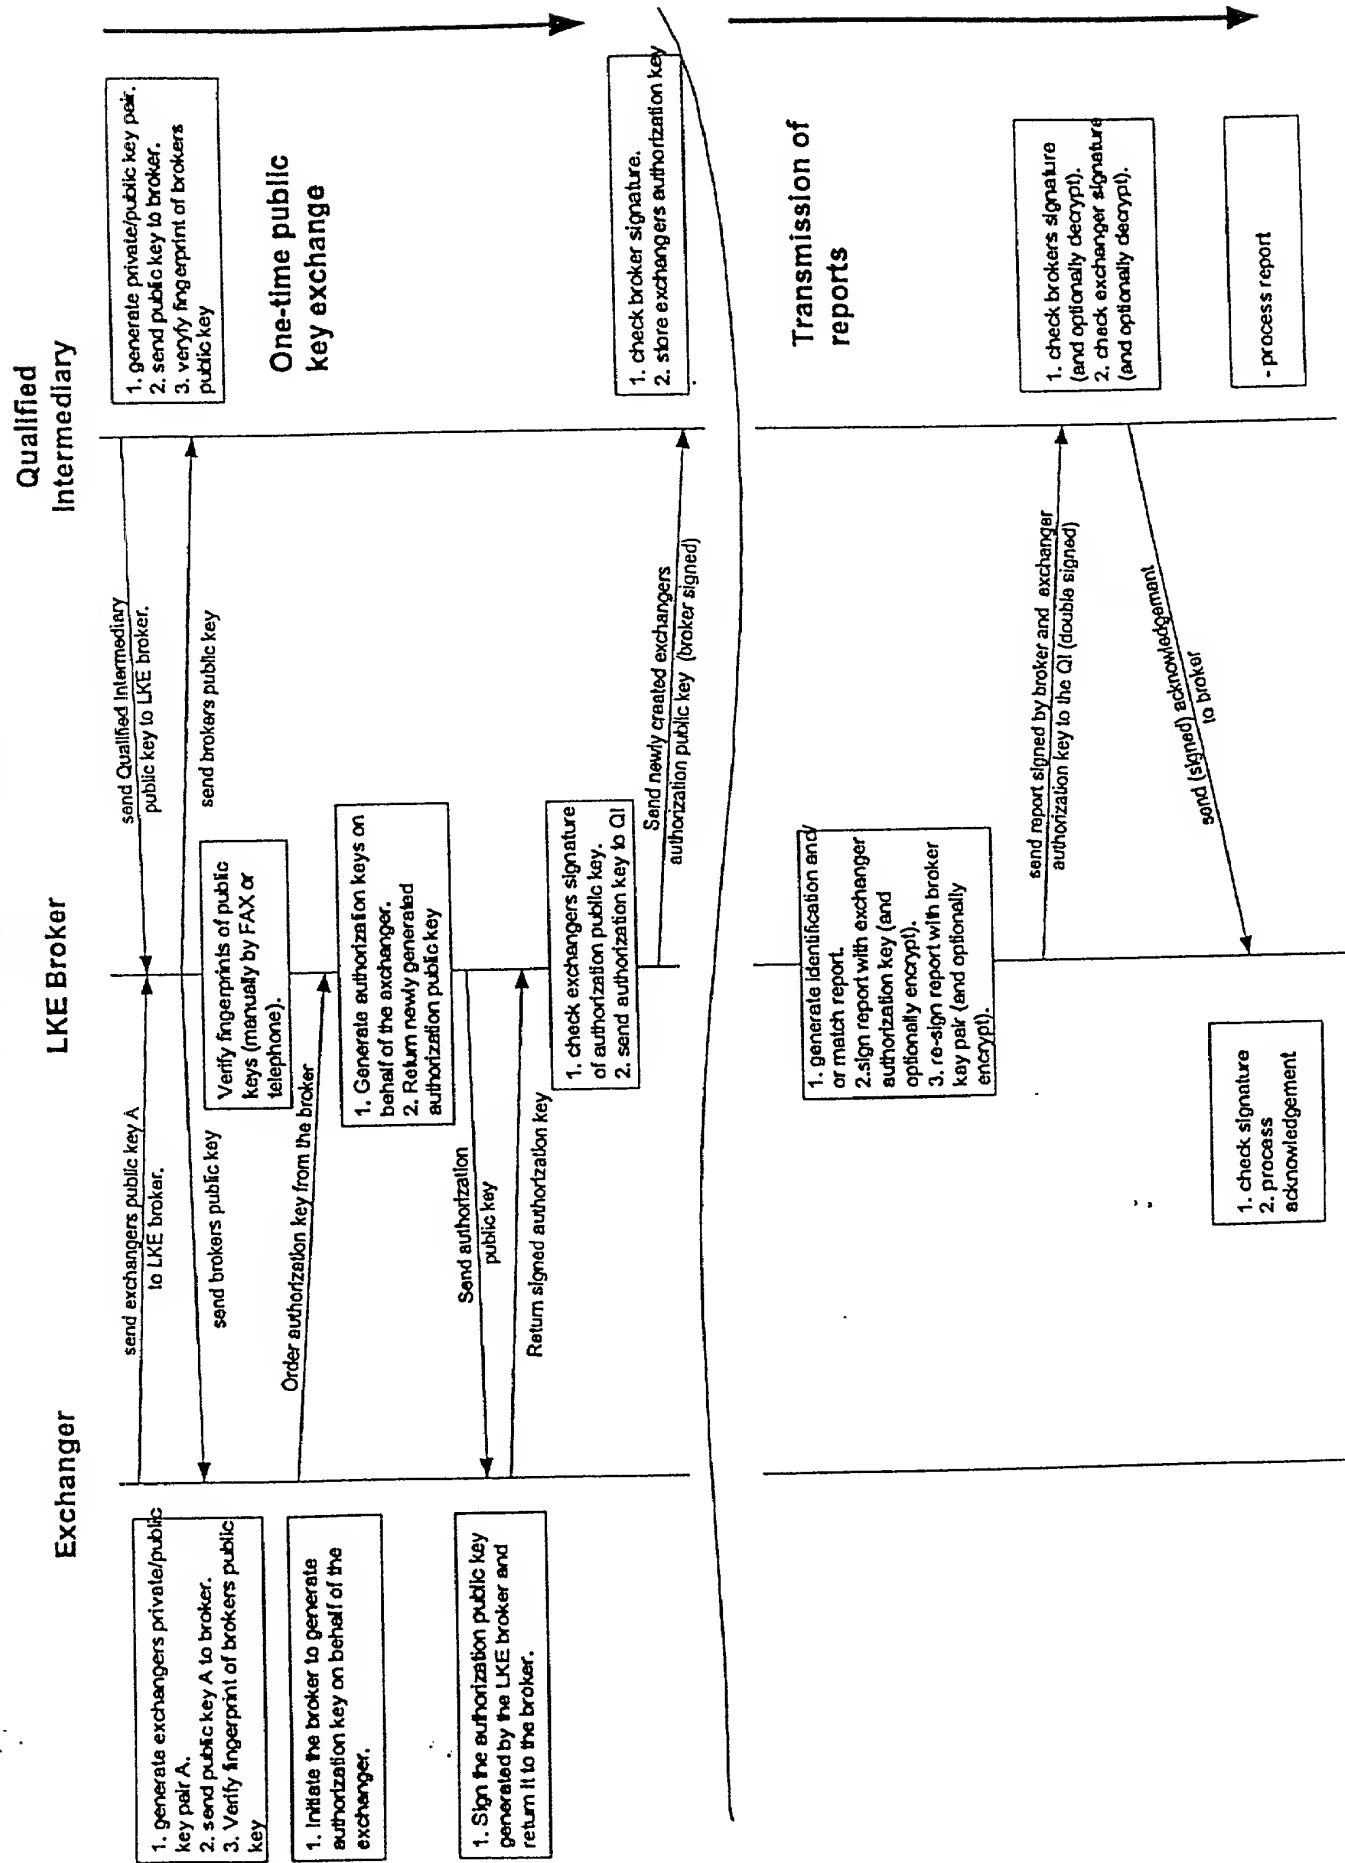 Exchanger
LKE Broker
Qualified
Intermediary
1. generate exchangers private/public
key pair A.
2. send public key A to broker.
3. Verify fingerprint of brokers public
key
send exchangers public key A
to LKE broker.
send Qualified Intermediary
public key to LKE broker.
1. generate private/public key pair.
2. send public key to broker.
3. veryfy fingerprint of brokers
public key
send brokers public key
send brokers public key
Verify fingerprints of public
keys (manually by FAX or
telephone).
One-time public
key exchange
1. Initiate the broker to generate
authorization key on behalf of the
exchanger.
Order authorization key from the broker
1. Generate authorization keys on
behalf of the exchanger.
2. Return newly generated
authorization public key
1. Sign the authorization public key
generated by the LKE broker and
return it to the broker.
Send authorization
public key
Return signed authorization key
1. check exchangers signature
of authorization public key.
2. send authorization key to QI
Send newly created exchangers
authorization public key (broker signed)
1. check broker signature.
2. store exchangers authorization key
Transmission of
reports
1. generate identification and/
or match report.
2.sign report with exchanger
authorization key (and
optionally encrypt).
3. re-sign report with broker
key pair (and optionally
encrypt).
send report signed by broker and exchanger
authorization key to the QI (double signed)
1. check brokers signature
(and optionally decrypt).
2. check exchanger signature
(and optionally decrypt).
send (signed) acknowledgement
to broker
1. check signature
2. process
acknowledgement
- process report